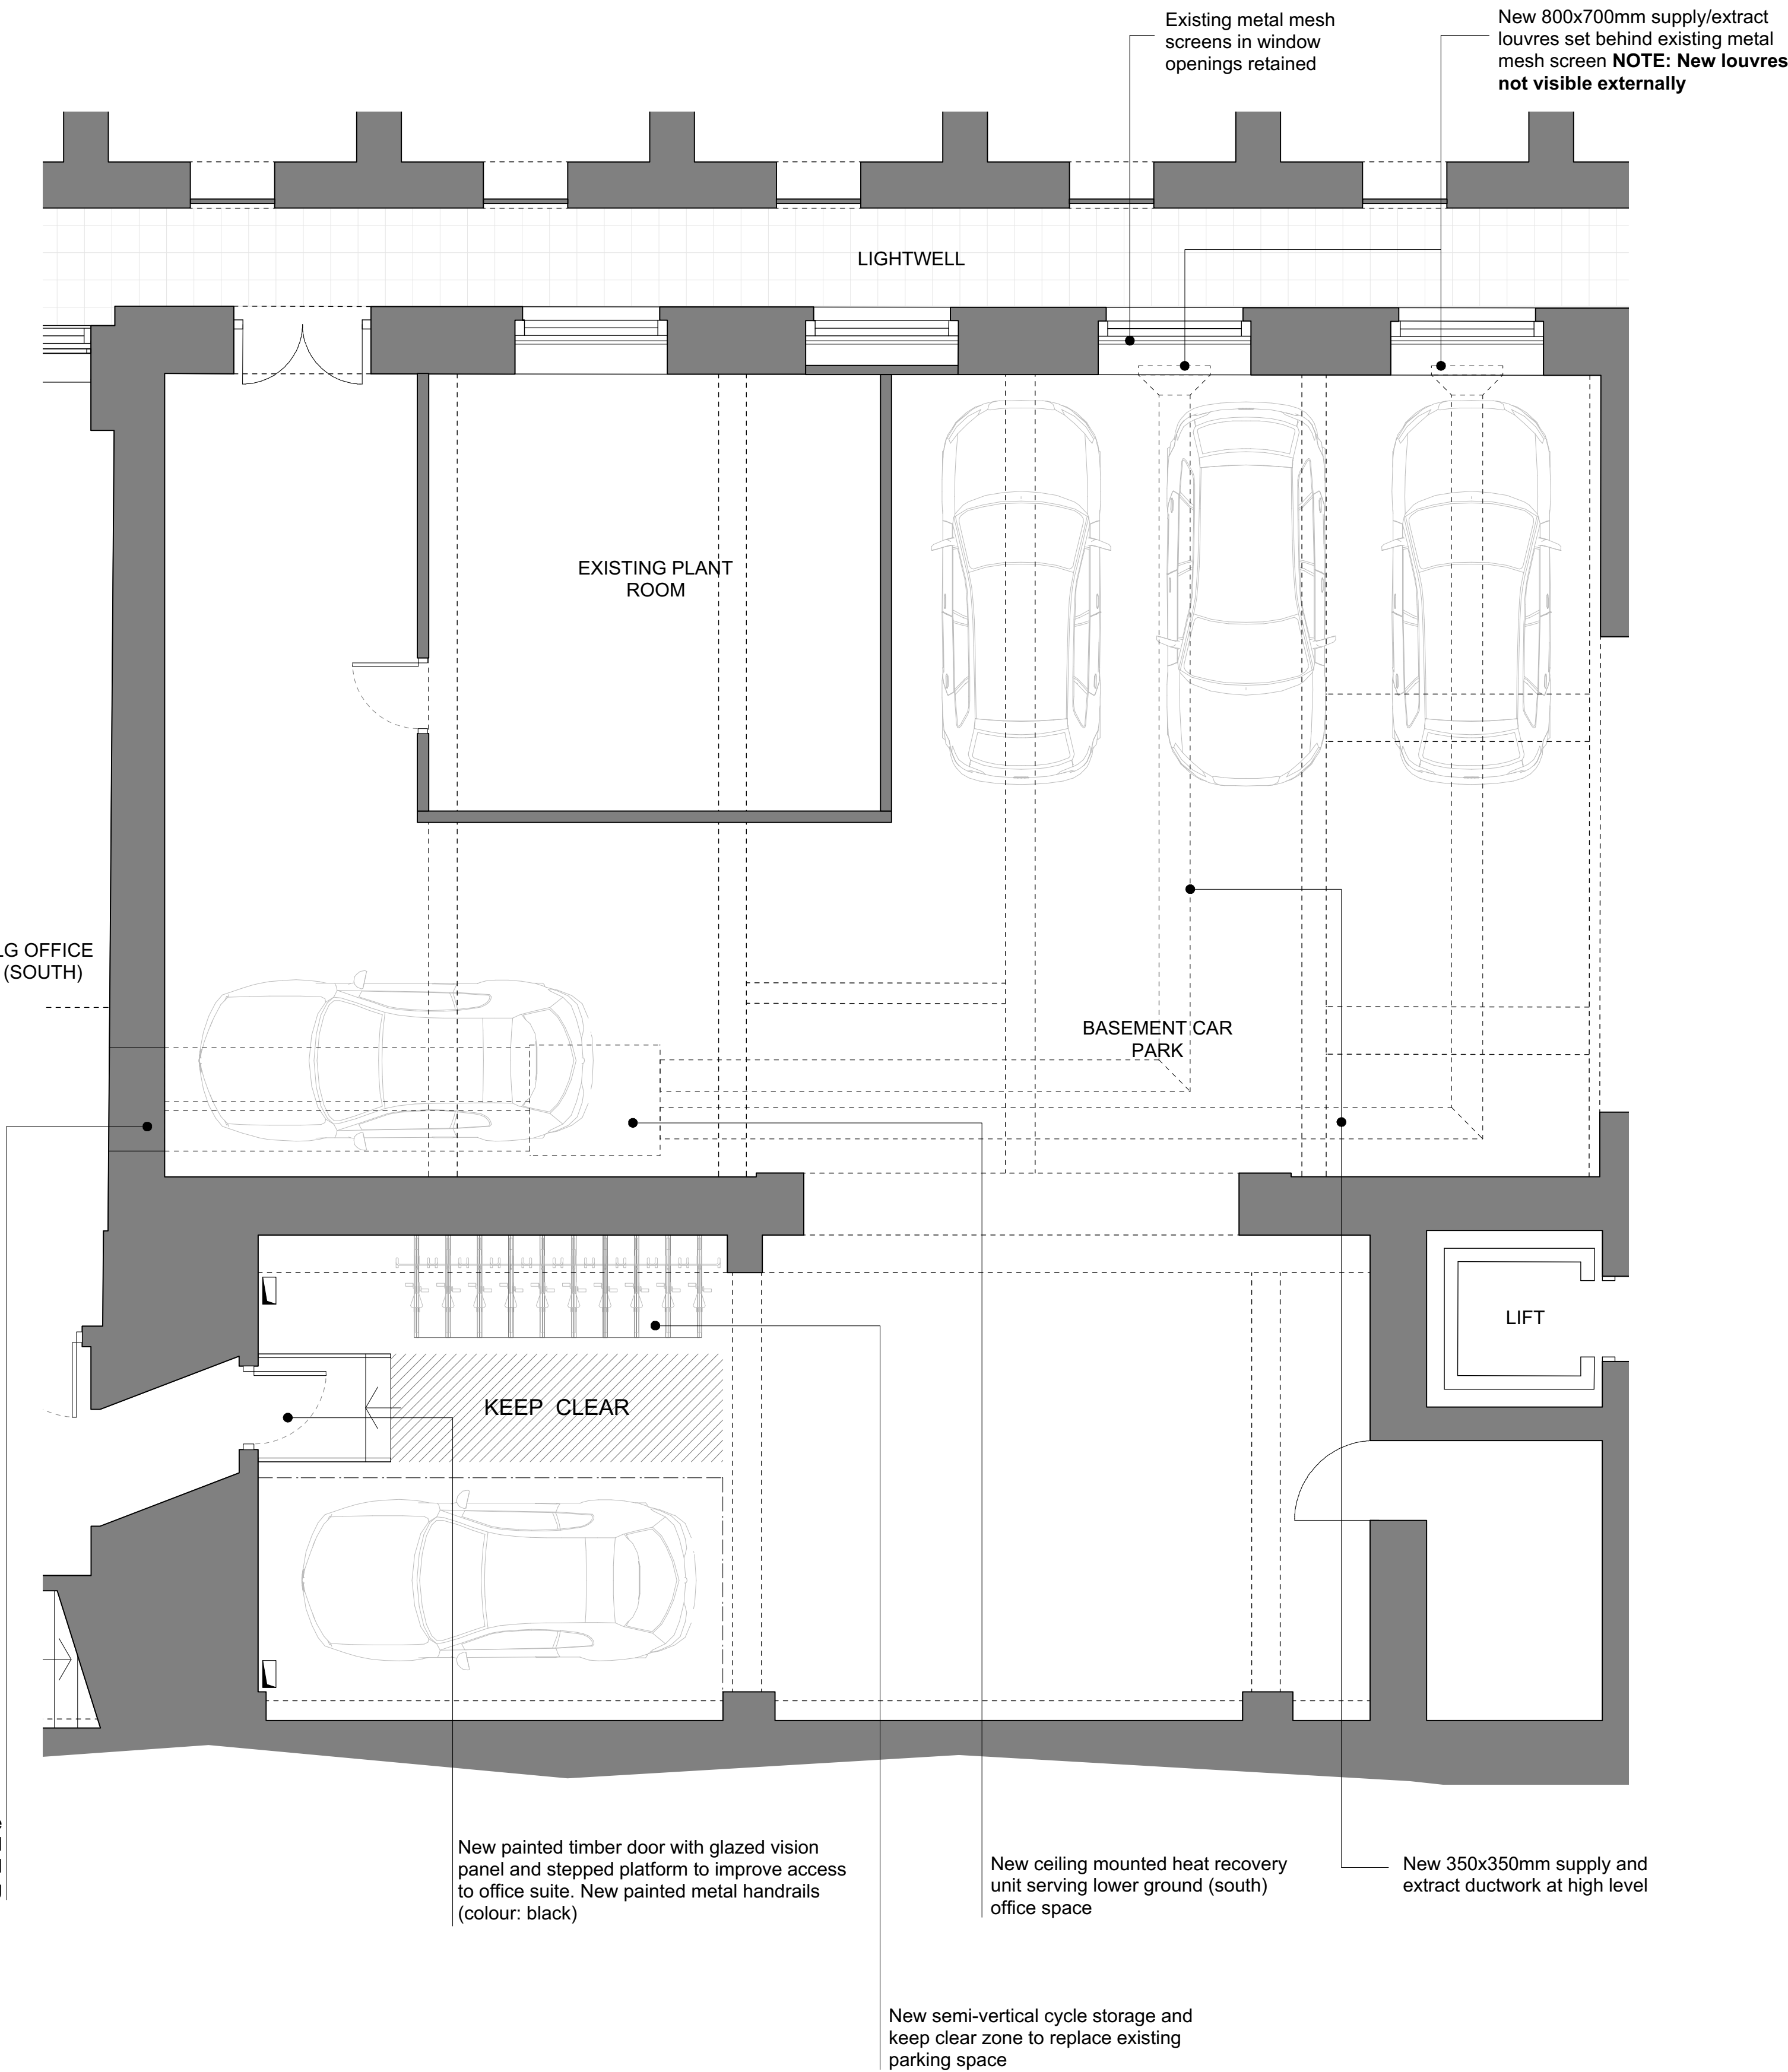 Existing metal mesh
screens in window
openings retained
New 800x700mm supply/extract
louvres set behind existing metal
mesh screen NOTE: New louvres
not visible externally
LIGHTWELL
EXISTING PLANT
ROOM
LG OFFICE
(SOUTH)
BASEMENT CAR
PARK
LIFT
KEEP CLEAR
New painted timber door with glazed vision
panel and stepped platform to improve access
to office suite. New painted metal handrails
(colour: black)
New ceiling mounted heat recovery
unit serving lower ground (south)
office space
New 350x350mm supply and
extract ductwork at high level
New semi-vertical cycle storage and
keep clear zone to replace existing
parking space